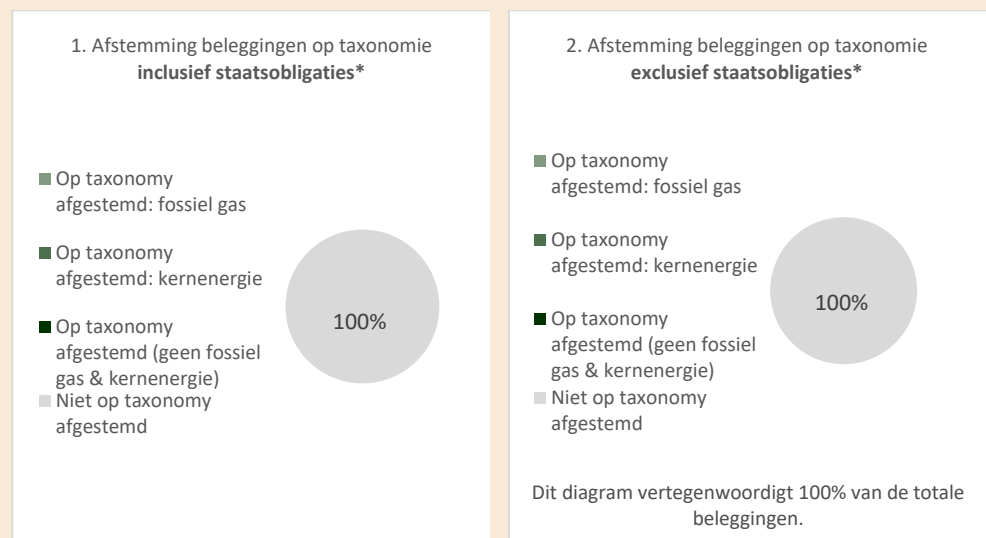 1. Afstemming beleggingen op taxonomie
inclusief staatsobligaties*
Op taxonomy
afgestemd: fossiel gas
Op taxonomy
afgestemd: kernenergie
Op taxonomy
afgestemd (geen fossiel
gas & kernenergie)
Niet op taxonomy
afgestemd
100%
2. Afstemming beleggingen op taxonomie
exclusief staatsobligaties*
Op taxonomy
afgestemd: fossiel gas
Op taxonomy
afgestemd: kernenergie
Op taxonomy
afgestemd (geen fossiel
gas & kernenergie)
Niet op taxonomy
afgestemd
100%
Dit diagram vertegenwoordigt 100% van de totale
beleggingen.